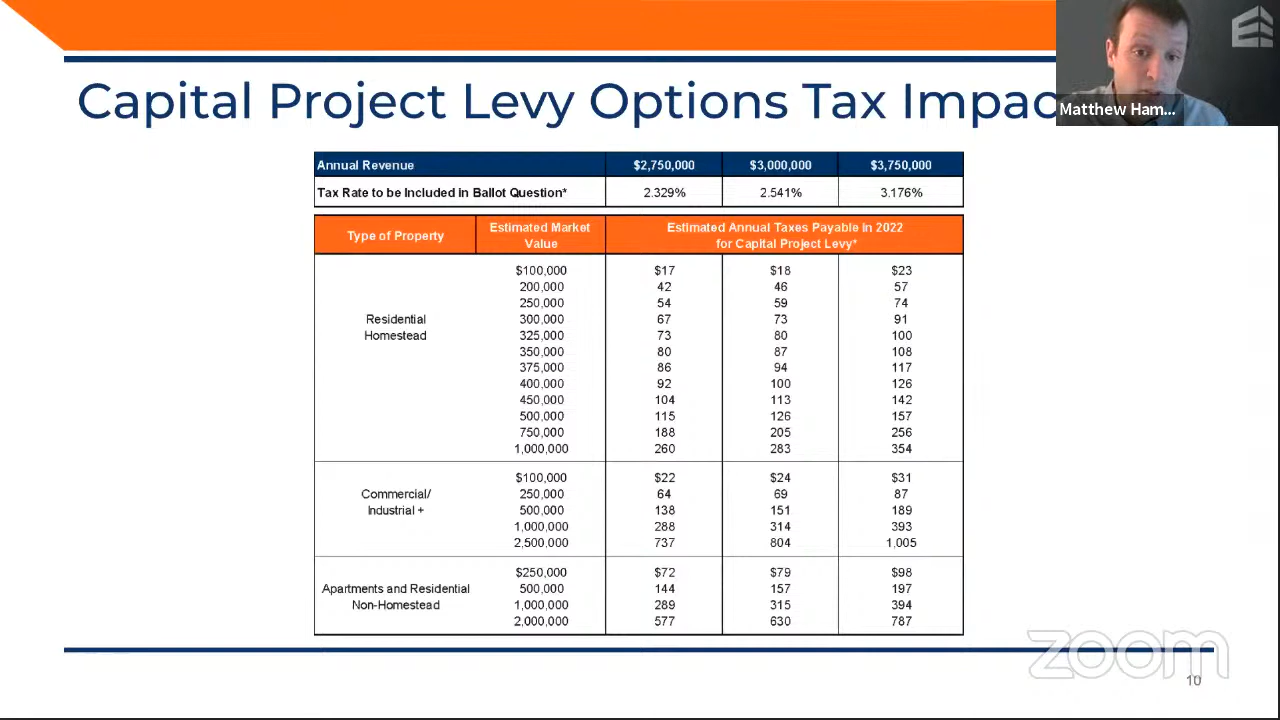 Capital Project Levy Options Tax Impac
Matthew Ham...
Annual Revenue $2,750,000 $3,000,000 $3,750,000
Tax Rate to be Included in Ballot Question* 2.329% 2.541% 3.176%
Type of Property Estimated Market Value Estimated Annual Taxes Payable in 2022 for Capital Project Levy*
$100,000 $17 $18 $23
200,000 42 46 57
250,000 54 59 74
Residential 300,000 67 73 91
Homestead 325,000 73 80 100
350,000 80 87 108
375,000 86 94 117
400,000 92 100 126
450,000 104 113 142
500,000 115 126 157
750,000 188 205 256
1,000,000 260 283 354
$100,000 $22 $24 $31
Commercial/ 250,000 64 69 87
Industrial + 500,000 138 151 189
1,000,000 288 314 393
2,500,000 737 804 1,005
$250,000 $72 $79 $98
Apartments and Residential 500,000 144 157 197
Non-Homestead 1,000,000 289 315 394
2,000,000 577 630 787
zoom
10